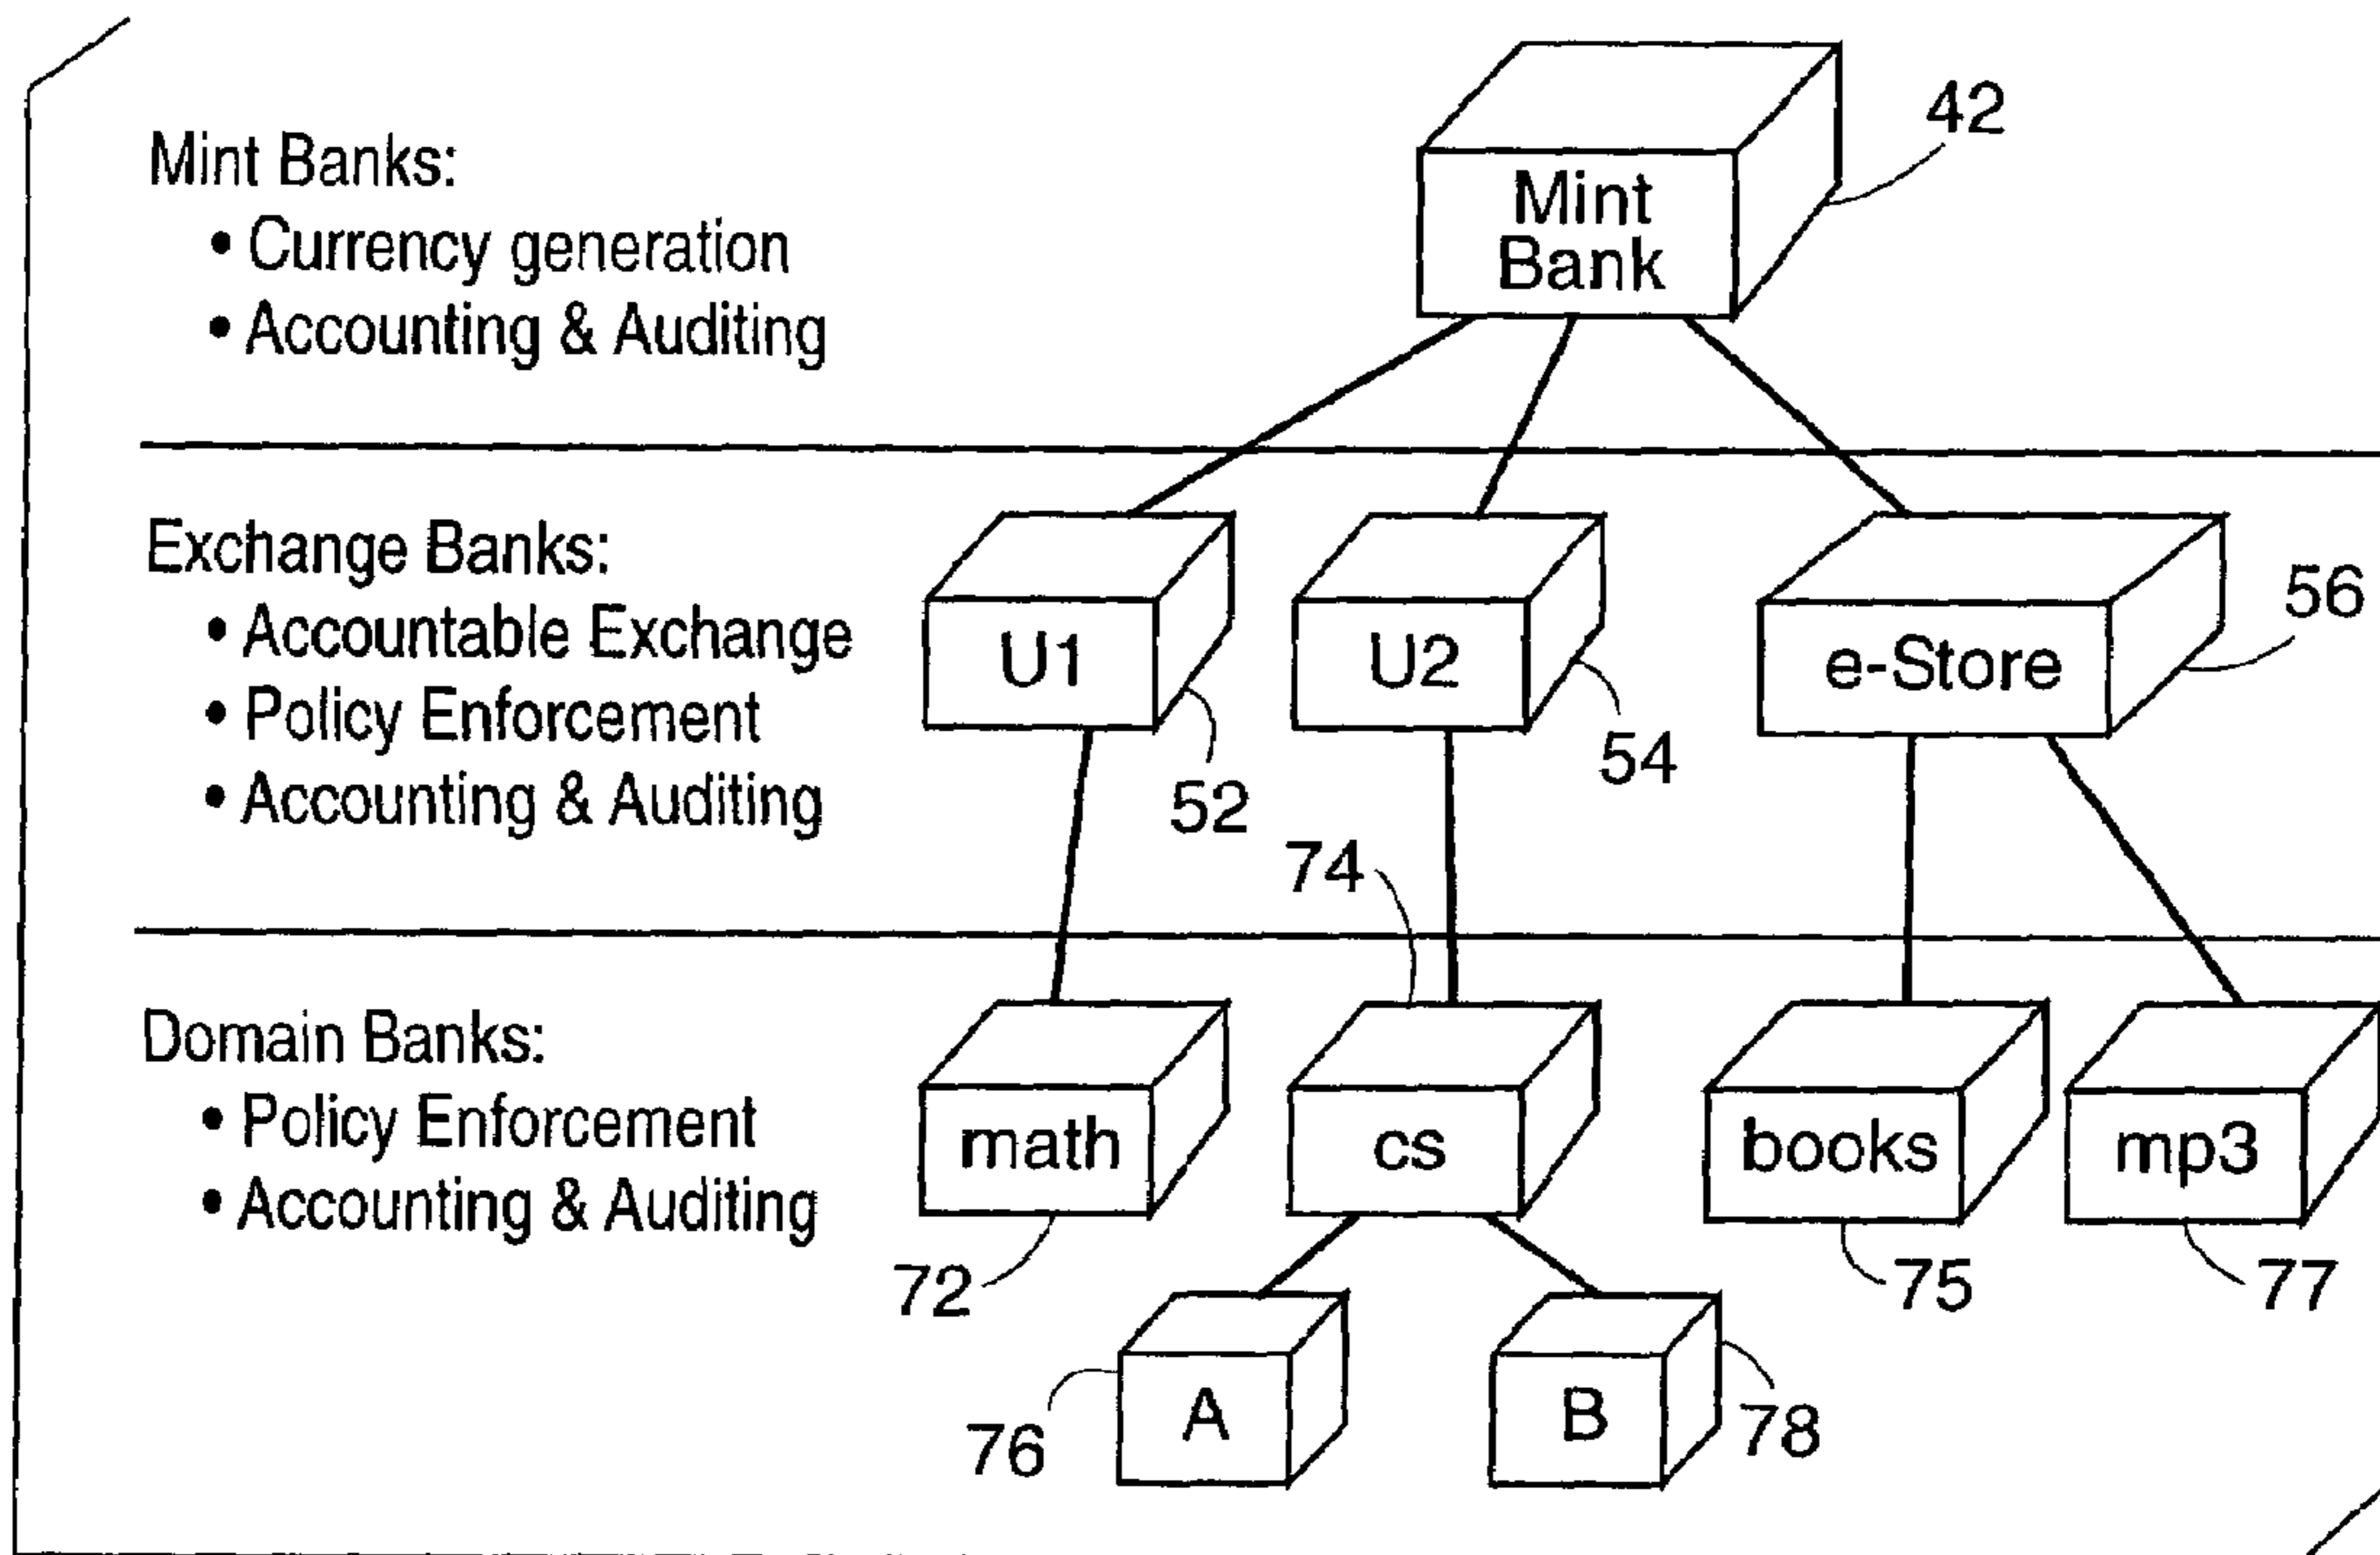 Mint Banks:
• Currency generation
• Accounting & Auditing
Mint
Bank
42
Exchange Banks:
• Accountable Exchange
• Policy Enforcement
• Accounting & Auditing
U1
52
U2
54
e-Store
56
Domain Banks:
• Policy Enforcement
• Accounting & Auditing
math
72
74
cs
books
75
mp3
77
A
76
B
78